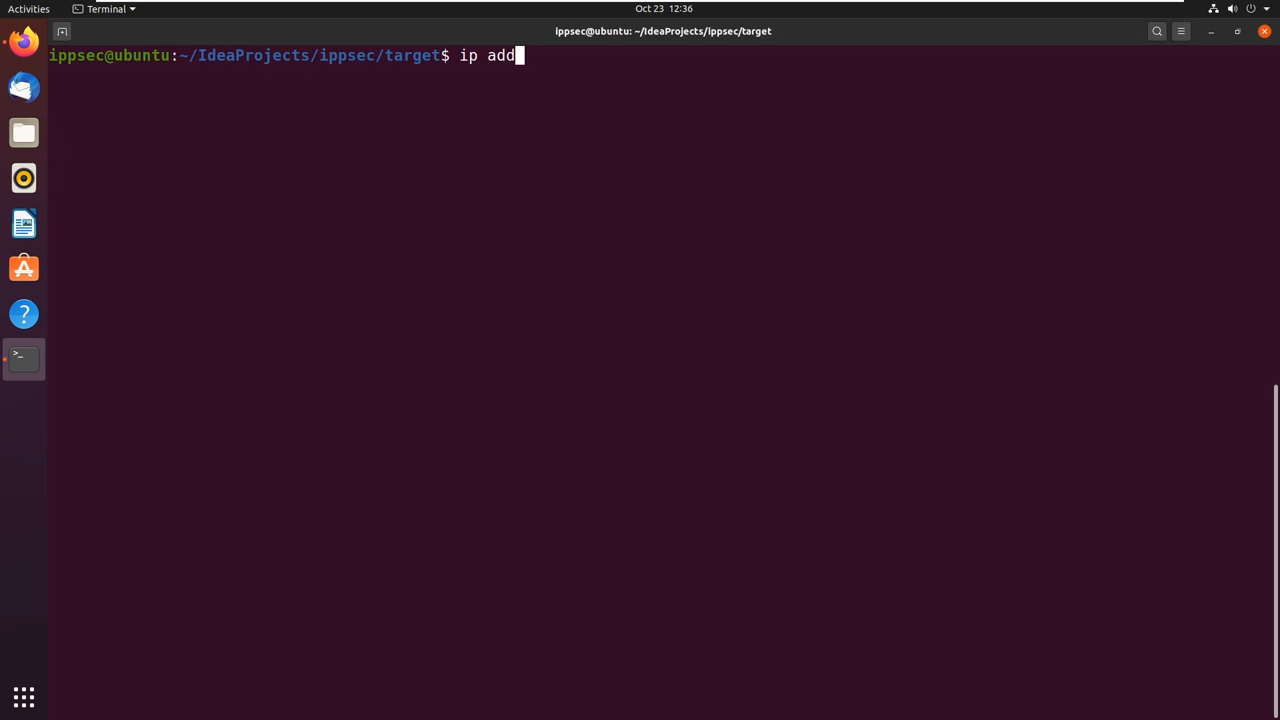 Activities
Terminal
Oct 23 12:36
ippsec@ubuntu: ~/IdeaProjects/ippsec/target
ippsec@ubuntu:~/IdeaProjects/ippsec/target$ ip add